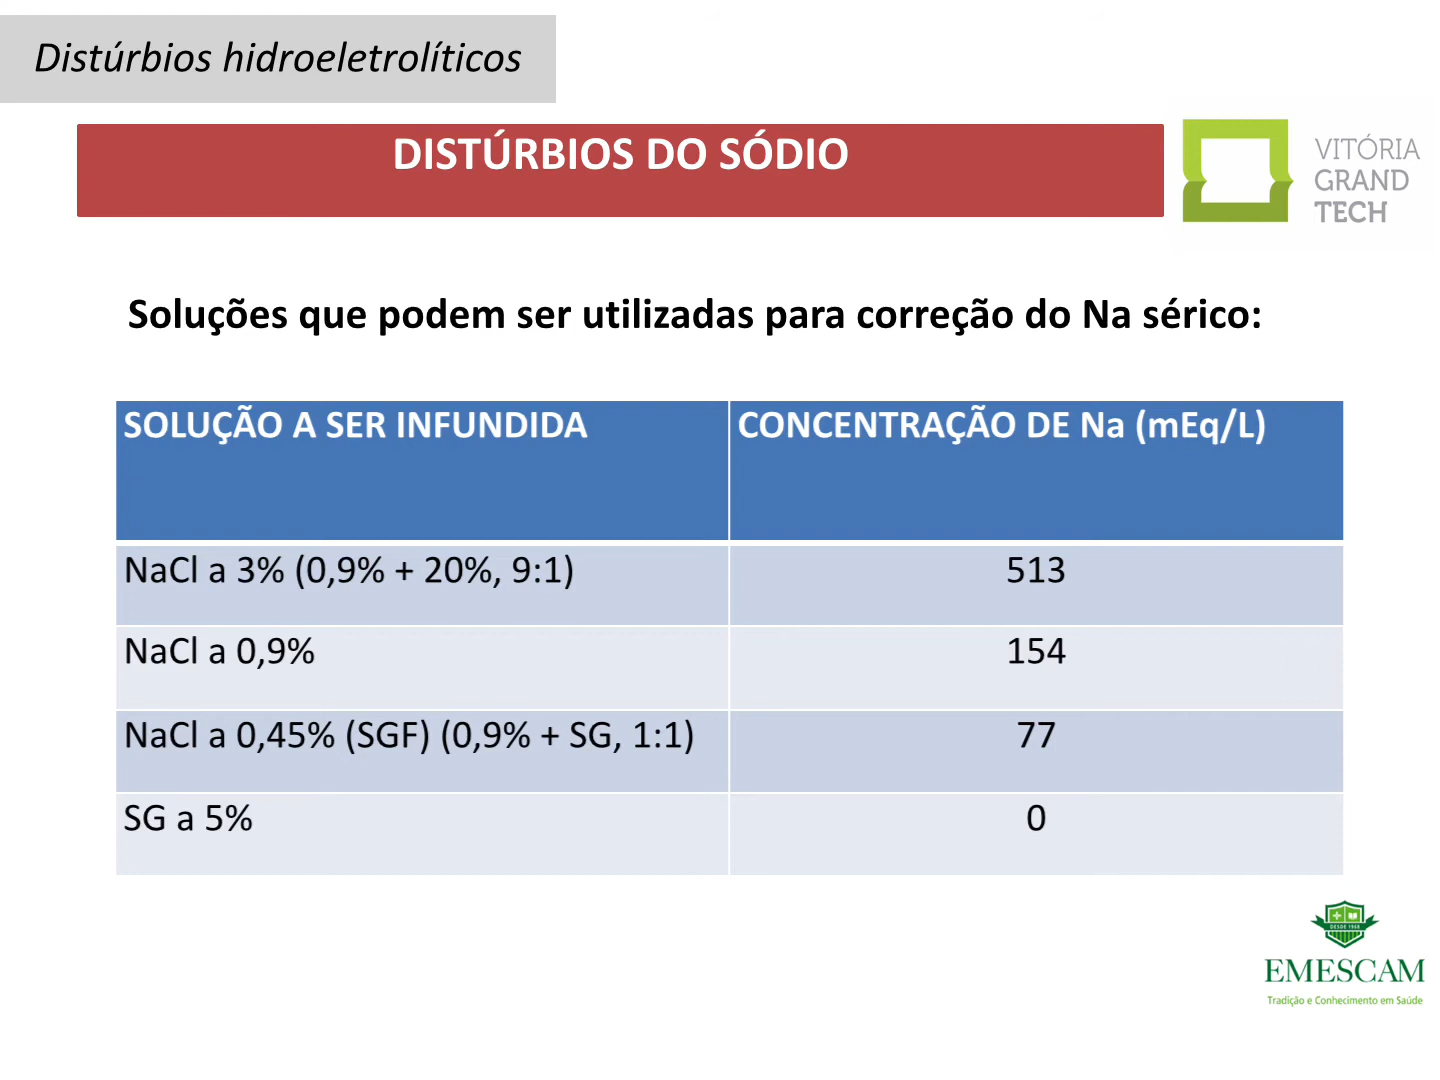 Distúrbios hidroeletrolíticos
DISTÚRBIOS DO SÓDIO
VITÓRIA
GRAND
TECH
Soluções que podem ser utilizadas para correção do Na sérico:
SOLUÇÃO A SER INFUNDIDA CONCENTRAÇÃO DE Na (mEq/L)
NaCl a 3% (0,9% + 20%, 9:1) 513
NaCl a 0,9% 154
NaCl a 0,45% (SGF) (0,9% + SG, 1:1) 77
SG a 5% 0
DESDE 1968
EMESCAM
Tradição e Conhecimento em Saúde